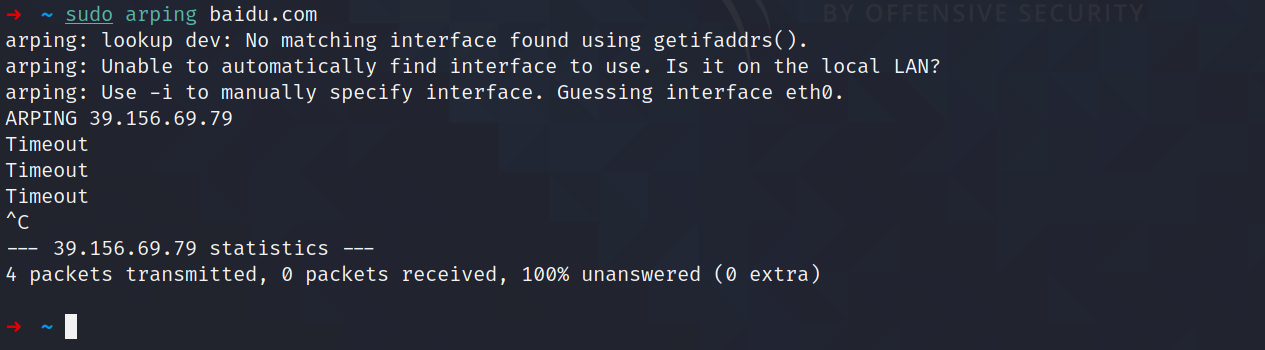 ➜ ~ sudo arping baidu.com
BY OFFENSIVE SECURITY
arping: lookup dev: No matching interface found using getifaddrs().
arping: Unable to automatically find interface to use. Is it on the local LAN?
arping: Use -i to manually specify interface. Guessing interface eth0.
ARPING 39.156.69.79
Timeout
Timeout
Timeout
^C
--- 39.156.69.79 statistics ---
4 packets transmitted, 0 packets received, 100% unanswered (0 extra)
➜ ~